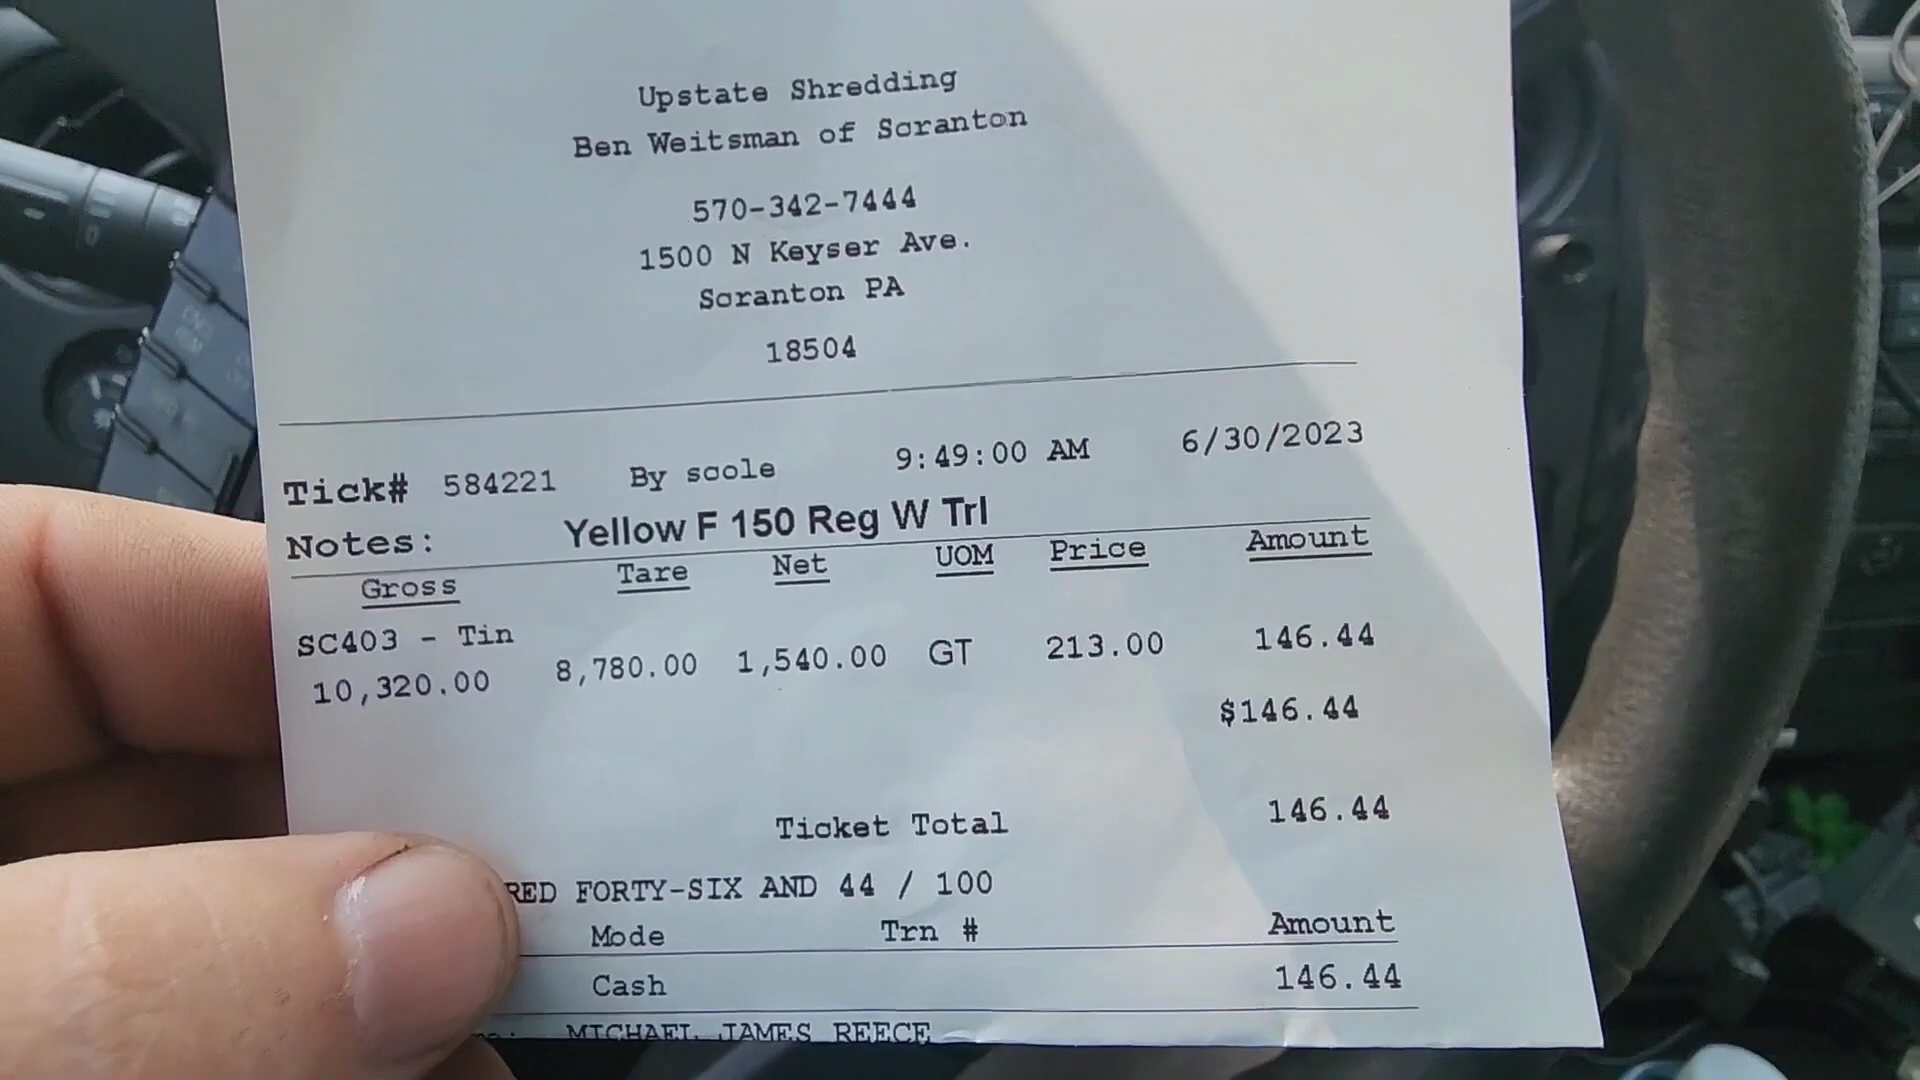 Upstate Shredding
Ben Weitsman of Scranton
570-342-7444
1500 N Keyser Ave.
Scranton PA
18504
Tick# 584221 By scole 9:49:00 AM 6/30/2023
Notes: Yellow F 150 Reg W Trl
Gross Tare Net UOM Price Amount
SC403 - Tin
10,320.00 8,780.00 1,540.00 GT 213.00 146.44
$146.44
Ticket Total 146.44
RED FORTY-SIX AND 44 / 100
Mode Trn # Amount
Cash 146.44
MICHAEL JAMES REECE